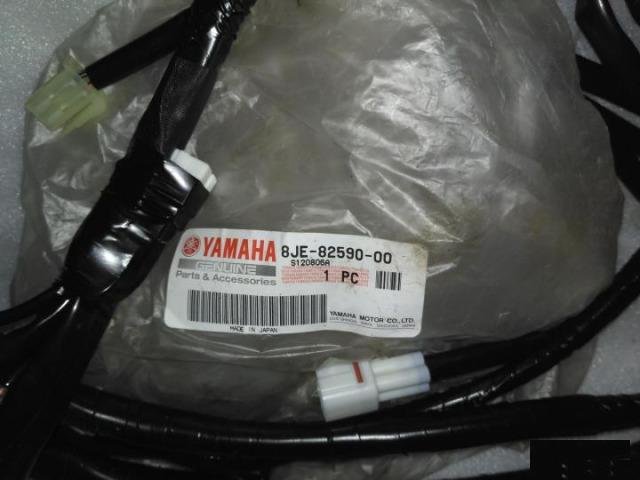 YAMAHA 8JE-82590-00
GENUINE S120806A
Parts & Accessories 1 PC
YAMAHA MOTOR CO., LTD.
MADE IN JAPAN